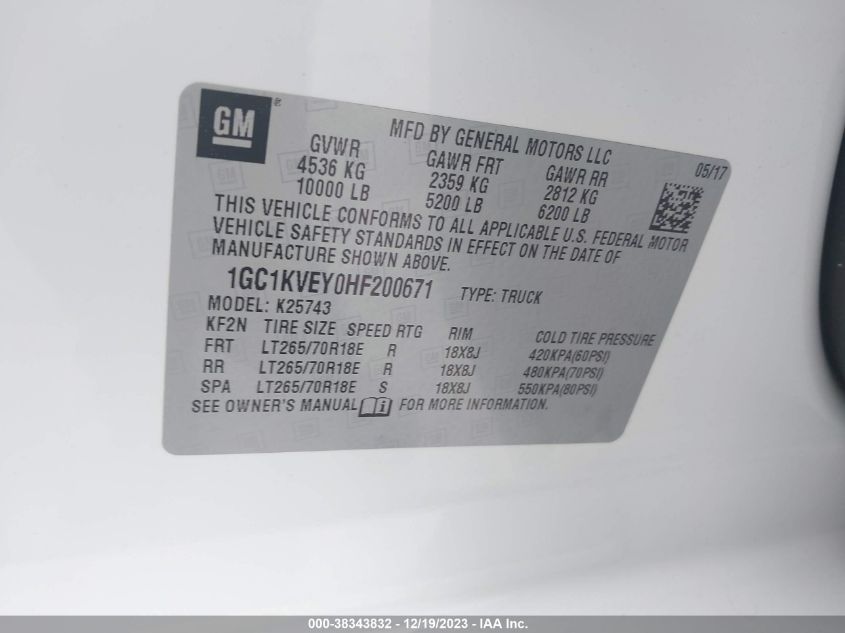 GM ®
MFD BY GENERAL MOTORS LLC
05/17
GVWR GAWR FRT GAWR RR
4536 KG 2359 KG 2812 KG
10000 LB 5200 LB 6200 LB
THIS VEHICLE CONFORMS TO ALL APPLICABLE U.S. FEDERAL MOTOR
VEHICLE SAFETY STANDARDS IN EFFECT ON THE DATE OF
MANUFACTURE SHOWN ABOVE.
1GC1KVEY0HF200671 TYPE: TRUCK
MODEL: K25743
KF2N TIRE SIZE SPEED RTG RIM COLD TIRE PRESSURE
FRT LT265/70R18E R 18X8J 420KPA(60PSI)
RR LT265/70R18E R 18X8J 480KPA(70PSI)
SPA LT265/70R18E S 18X8J 550KPA(80PSI)
SEE OWNER'S MANUAL i FOR MORE INFORMATION.
000-38343832 - 12/19/2023 - IAA Inc.